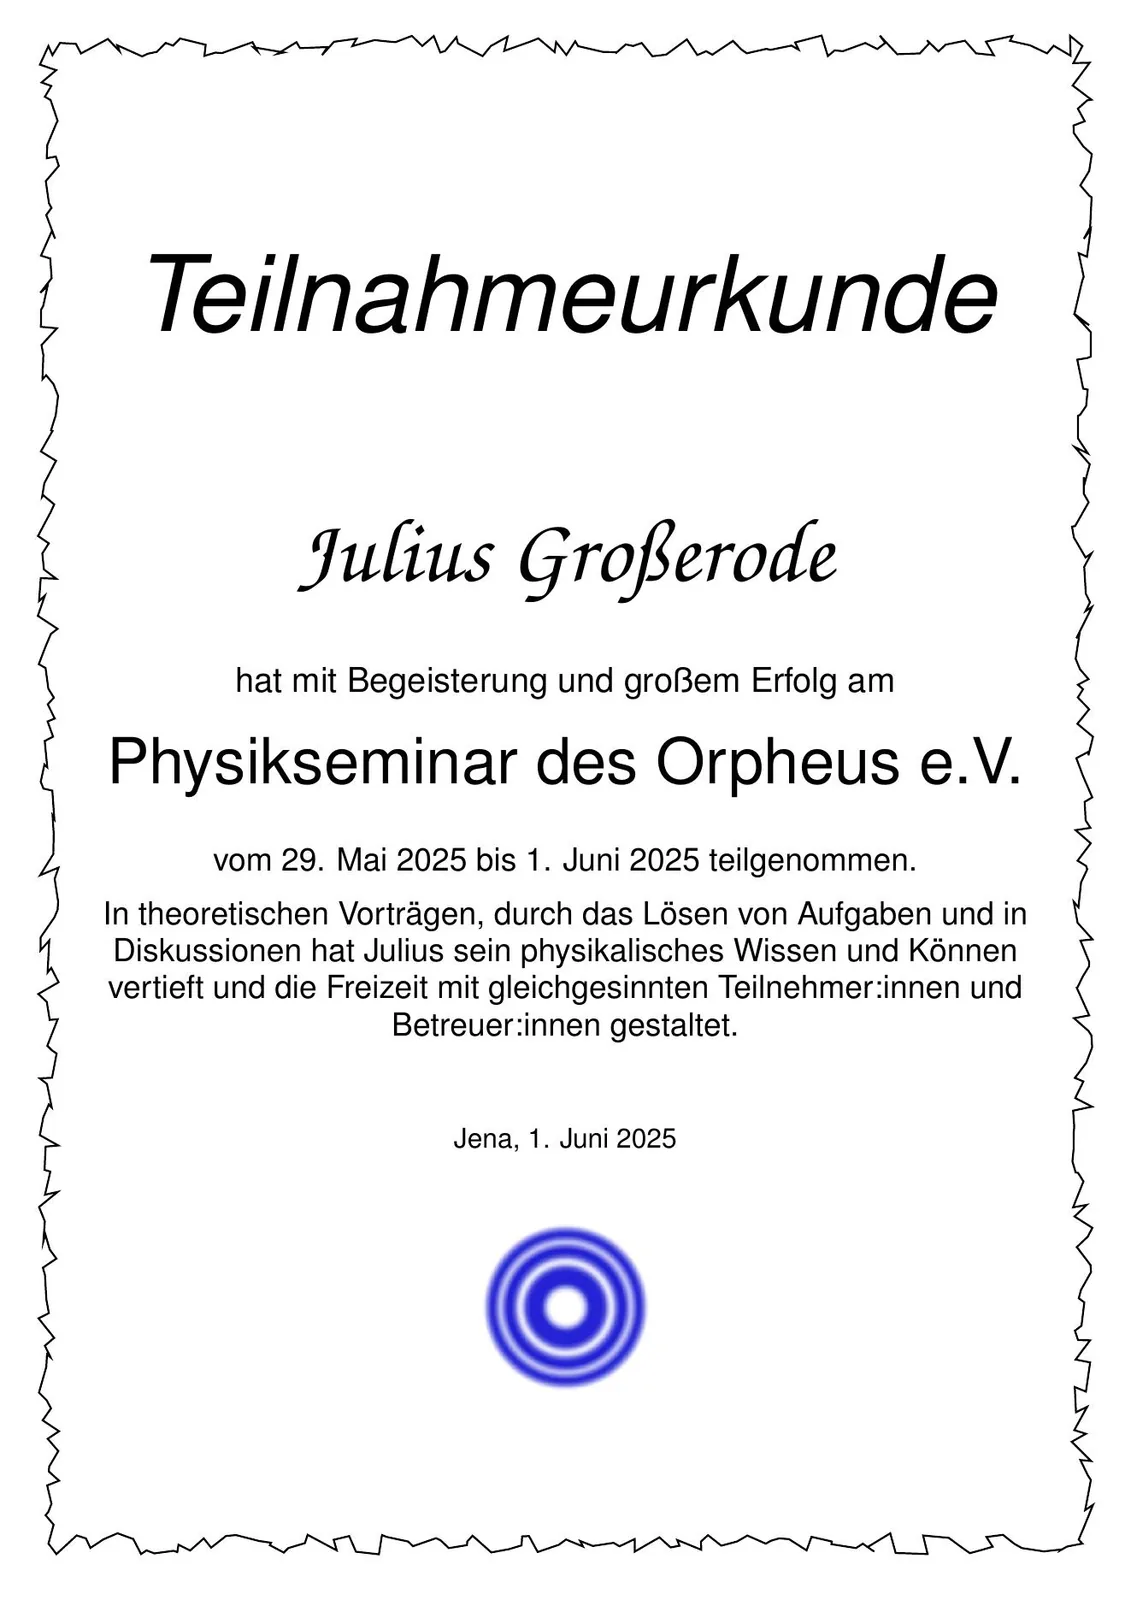 Teilnahmeurkunde
Julius Großerode
hat mit Begeisterung und großem Erfolg am
Physikseminar des Orpheus e.V.
vom 29. Mai 2025 bis 1. Juni 2025 teilgenommen.
In theoretischen Vorträgen, durch das Lösen von Aufgaben und in
Diskussionen hat Julius sein physikalisches Wissen und Können
vertieft und die Freizeit mit gleichgesinnten Teilnehmer:innen und
Betreuer:innen gestaltet.
Jena, 1. Juni 2025